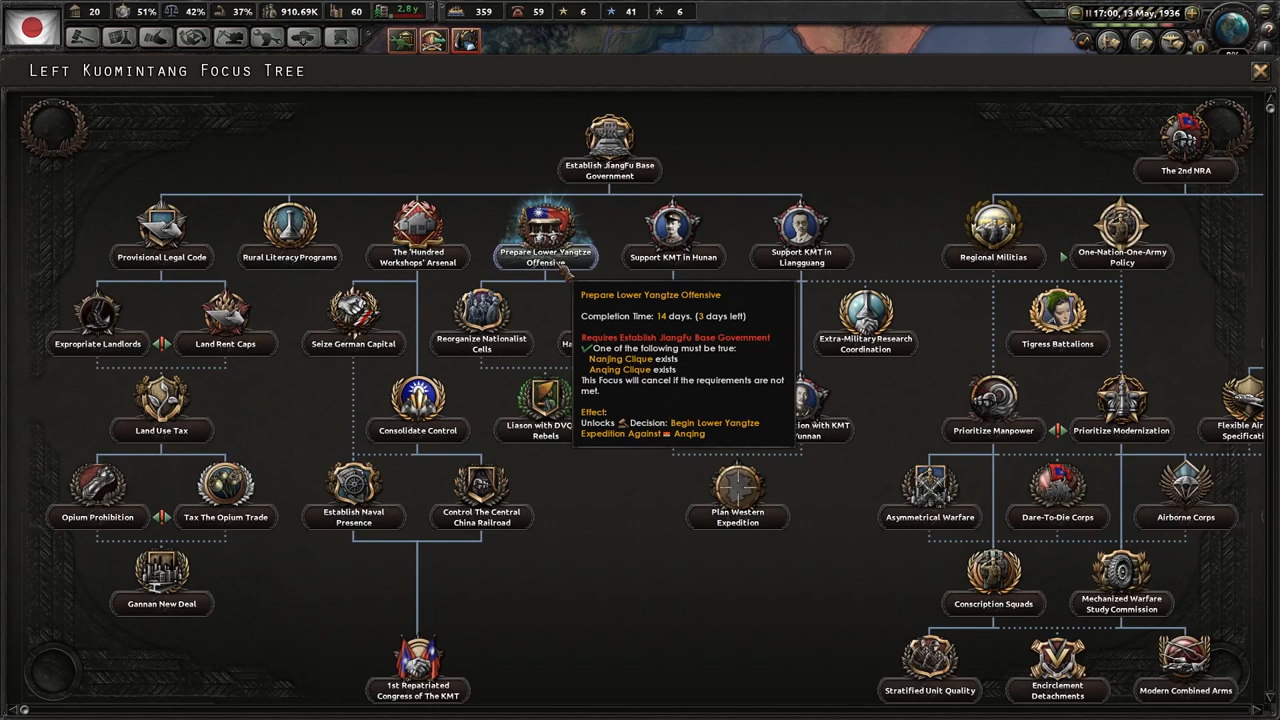 20
51%
42%
37%
910.69K
60
2.8 y
359
59
6
41
6
17:00, 13 May, 1936
Left Kuomintang Focus Tree
Establish JiangFu Base
Government
The 2nd NRA
Provisional Legal Code
Rural Literacy Programs
The 'Hundred
Workshops' Arsenal
Prepare Lower Yangtze
Offensive
Support KMT in Hunan
Support KMT in
Liangguang
Regional Militias
One-Nation-One-Army
Policy
Prepare Lower Yangtze Offensive
Completion Time: 14 days. (3 days left)
Requires Establish JiangFu Base Government
One of the following must be true:
Nanjing Clique exists
Anqing Clique exists
This Focus will cancel if the requirements are not
met.
Effect:
Unlocks Decision: Begin Lower Yangtze
Expedition Against Anqing
Expropriate Landlords
Land Rent Caps
Seize German Capital
Reorganize Nationalist
Cells
Extra-Military Research
Coordination
Tigress Battalions
Land Use Tax
Consolidate Control
Liason with DVQ
Rebels
Prioritize Manpower
Prioritize Modernization
Flexible Air
Opium Prohibition
Tax The Opium Trade
Establish Naval
Presence
Control The Central
China Railroad
Plan Western
Expedition
Asymmetrical Warfare
Dare-To-Die Corps
Airborne Corps
Gannan New Deal
Conscription Squads
Mechanized Warfare
Study Commission
1st Repatriated
Congress of The KMT
Stratified Unit Quality
Encirclement
Detachments
Modern Combined Arms